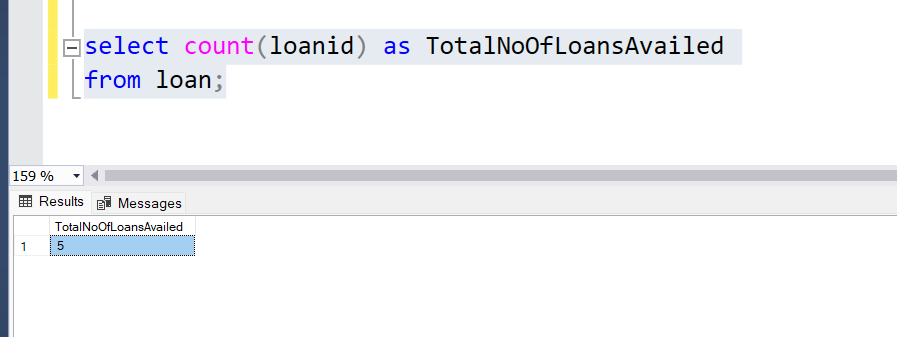 select count(loanid) as TotalNoOfLoansAvailed
from loan;
159 %
Results Messages
TotalNoOfLoansAvailed
1 5